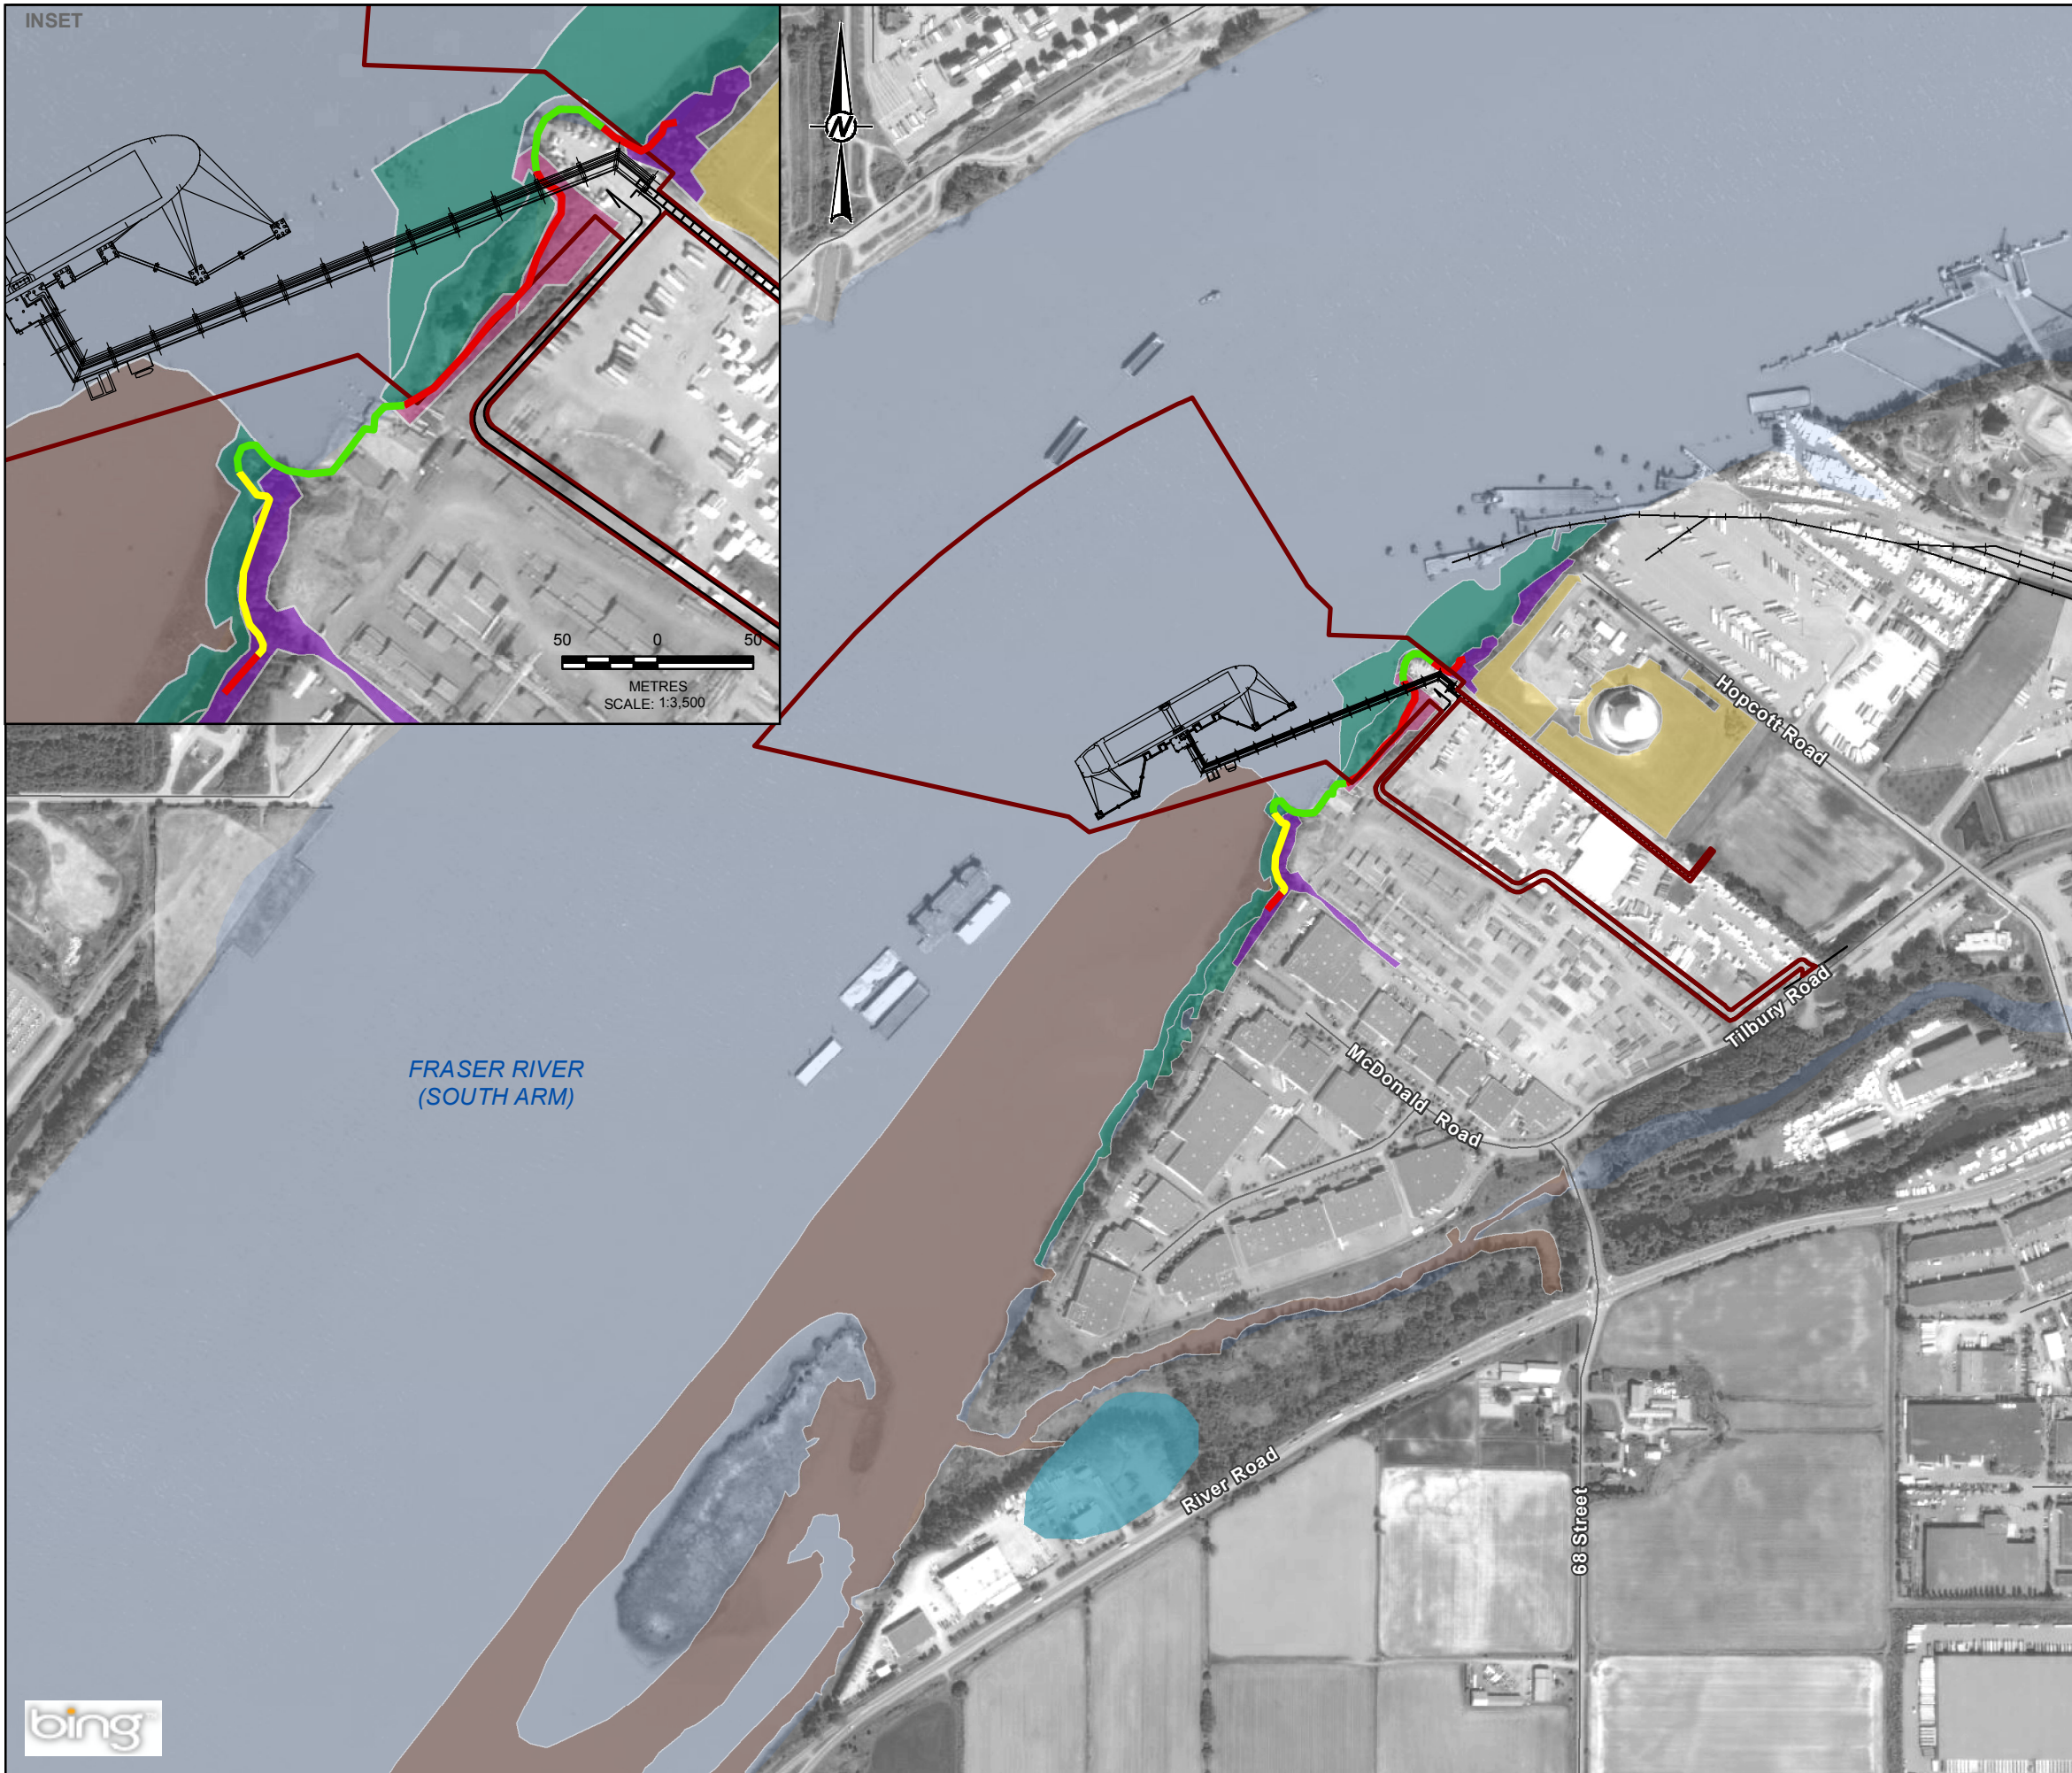 INSET
N
50 0 50
METRES
SCALE: 1:3,500
Hopcott Road
Tilbury Road
FRASER RIVER
(SOUTH ARM)
McDonald Road
River Road
68 Street
bing